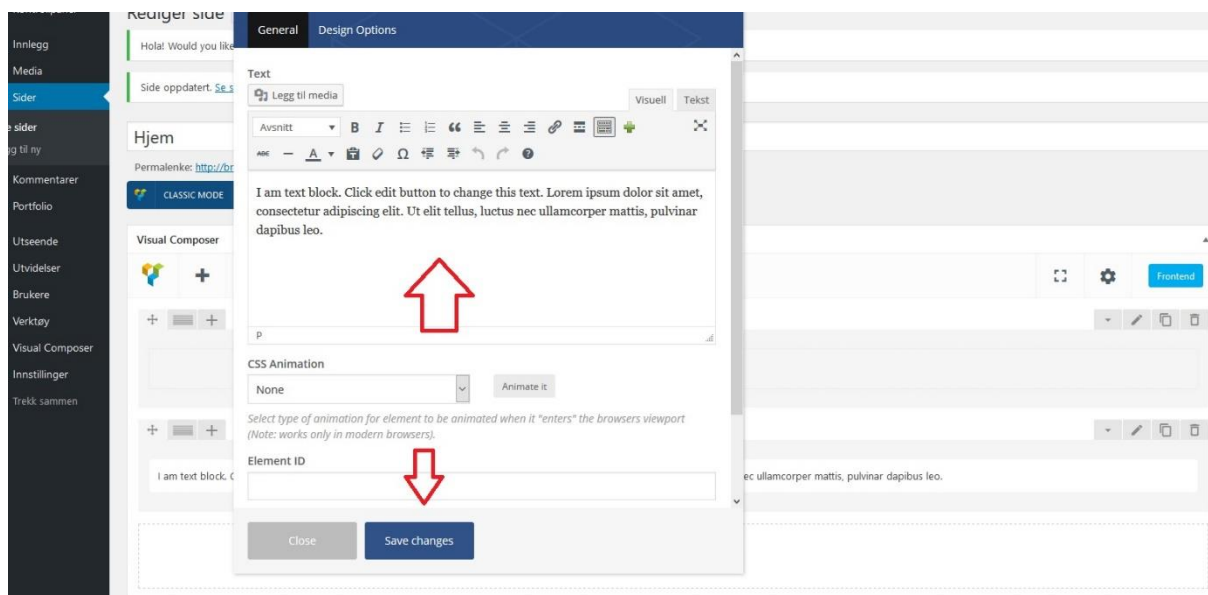 Rediger side
Innlegg
Media
Sider
e sider
gg til ny
Kommentarer
Portfolio
Utseende
Utvidelser
Brukere
Verktøy
Visual Composer
Innstillinger
Trekk sammen
Hola! Would you like
Side oppdatert. Se s
Hjem
Permalenke: http://br
CLASSIC MODE
Visual Composer
Frontend
General Design Options
Text
Legg til media
Visuell Tekst
Avsnitt
I am text block. Click edit button to change this text. Lorem ipsum dolor sit amet,
consectetur adipiscing elit. Ut elit tellus, luctus nec ullamcorper mattis, pulvinar
dapibus leo.
P
CSS Animation
None
Animate it
Select type of animation for element to be animated when it "enters" the browsers viewport
(Note: works only in modern browsers).
Element ID
I am text block. C
ec ullamcorper mattis, pulvinar dapibus leo.
Close Save changes